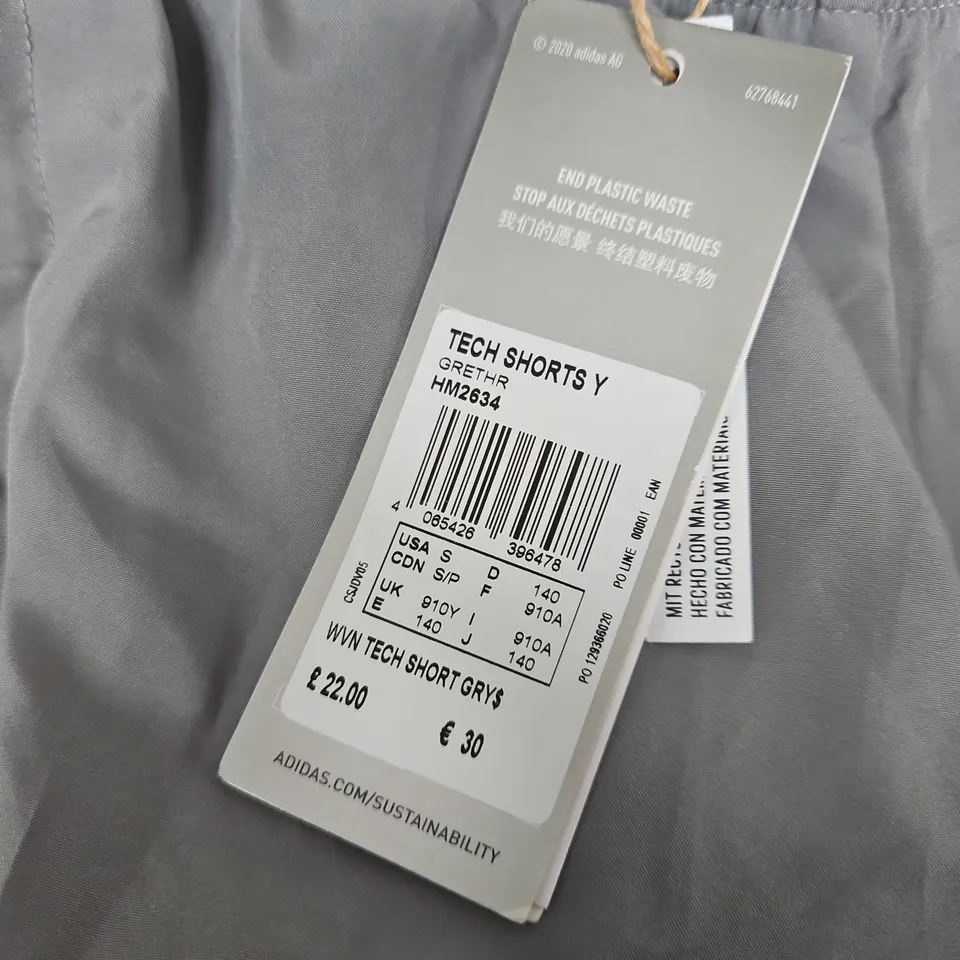 © 2020 adidas AG
62768441
END PLASTIC WASTE
STOP AUX DÉCHETS PLASTIQUES
我们的愿景 终结塑料废物
TECH SHORTS Y
GRETHR
HM2634
4 065426 396478
PO LINE 00001 EAN
PO 129366020
CSJDV05
USA S D 140
CDN S/P F 910A
UK 910Y I 910A
E 140 J 140
WVN TECH SHORT GRY$
£ 22.00
€ 30
ADIDAS.COM/SUSTAINABILITY
MIT
HECHO CON
FABRICADO COM